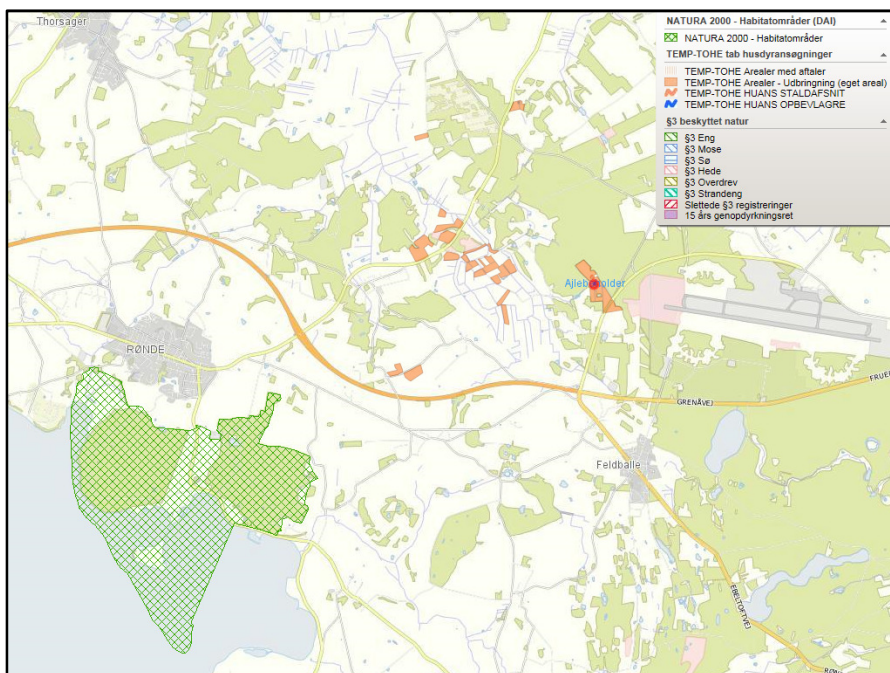 Thorsager
NATURA 2000 - Habitatområder (DAI)
NATURA 2000 - Habitatområder
TEMP-TOHE tab husdyransøgninger
TEMP-TOHE Arealer med aftaler
TEMP-TOHE Arealer - Udbringning (eget areal)
TEMP-TOHE HUANS STALDAFSNIT
TEMP-TOHE HUANS OPBEVLAGRE
§3 beskyttet natur
§3 Eng
§3 Mose
§3 Sø
§3 Hede
§3 Overdrev
§3 Strandeng
Slettede §3 registreringer
15 års genopdyrkningsret
RØNDE
GRENÅVEJ
FRUE
Feldballe
EBELTOFTVEJ